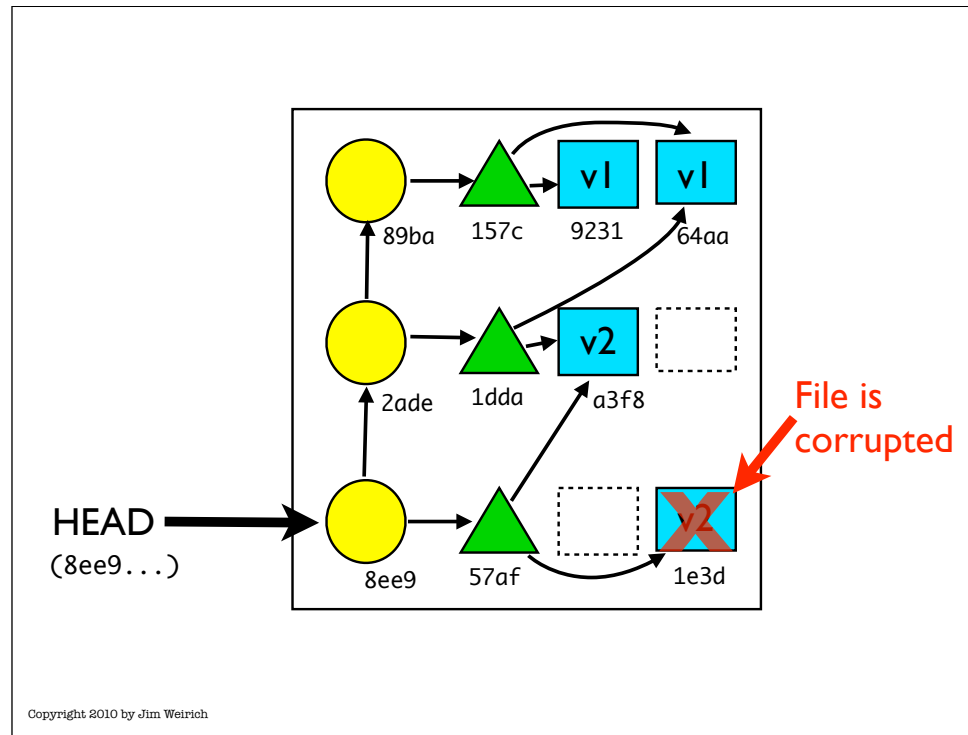 v1
v1
89ba
157c
9231
64aa
v2
2ade
1dda
a3f8
File is
corrupted
HEAD
(8ee9...)
v2
8ee9
57af
1e3d
Copyright 2010 by Jim Weirich